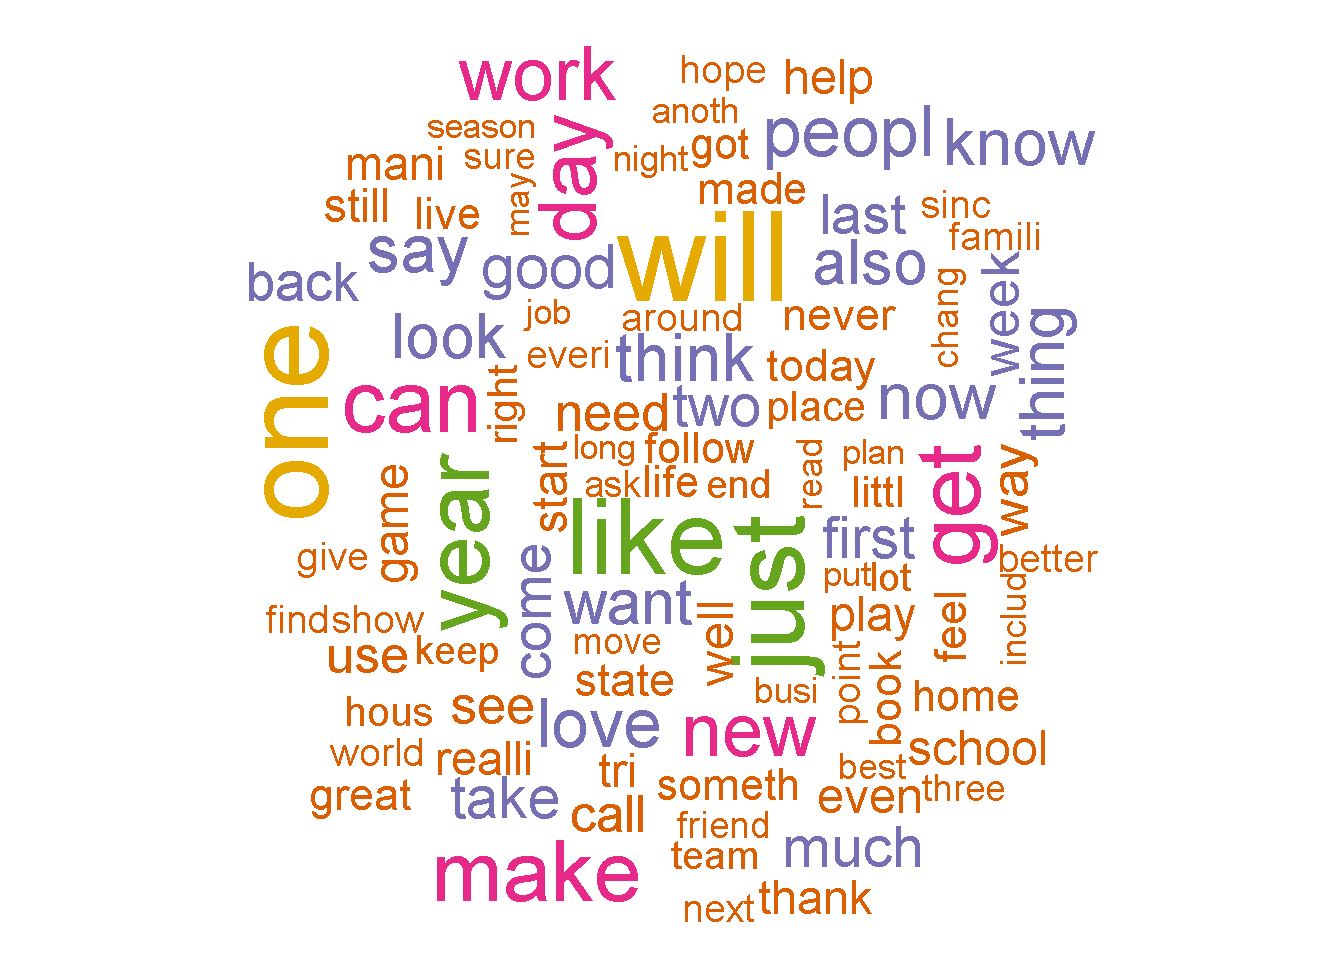 work
hope
help
season
anoth
peopl
know
mani
sure
day
night
got
still
live
may
made
last
sinc
famili
say
good
will
also
back
week
chang
thing
look
job
around
never
one
everi
think
today
can
right
need
two
place
now
long
follow
plan
get
way
game
start
ask
life
end
read
littl
year
like
just
first
give
better
come
want
put
lot
includ
find
show
well
play
feel
use
keep
move
state
busi
point
book
home
hous
see
love
new
school
world
realli
tri
best
great
take
call
someth
even
three
friend
make
team
much
next
thank